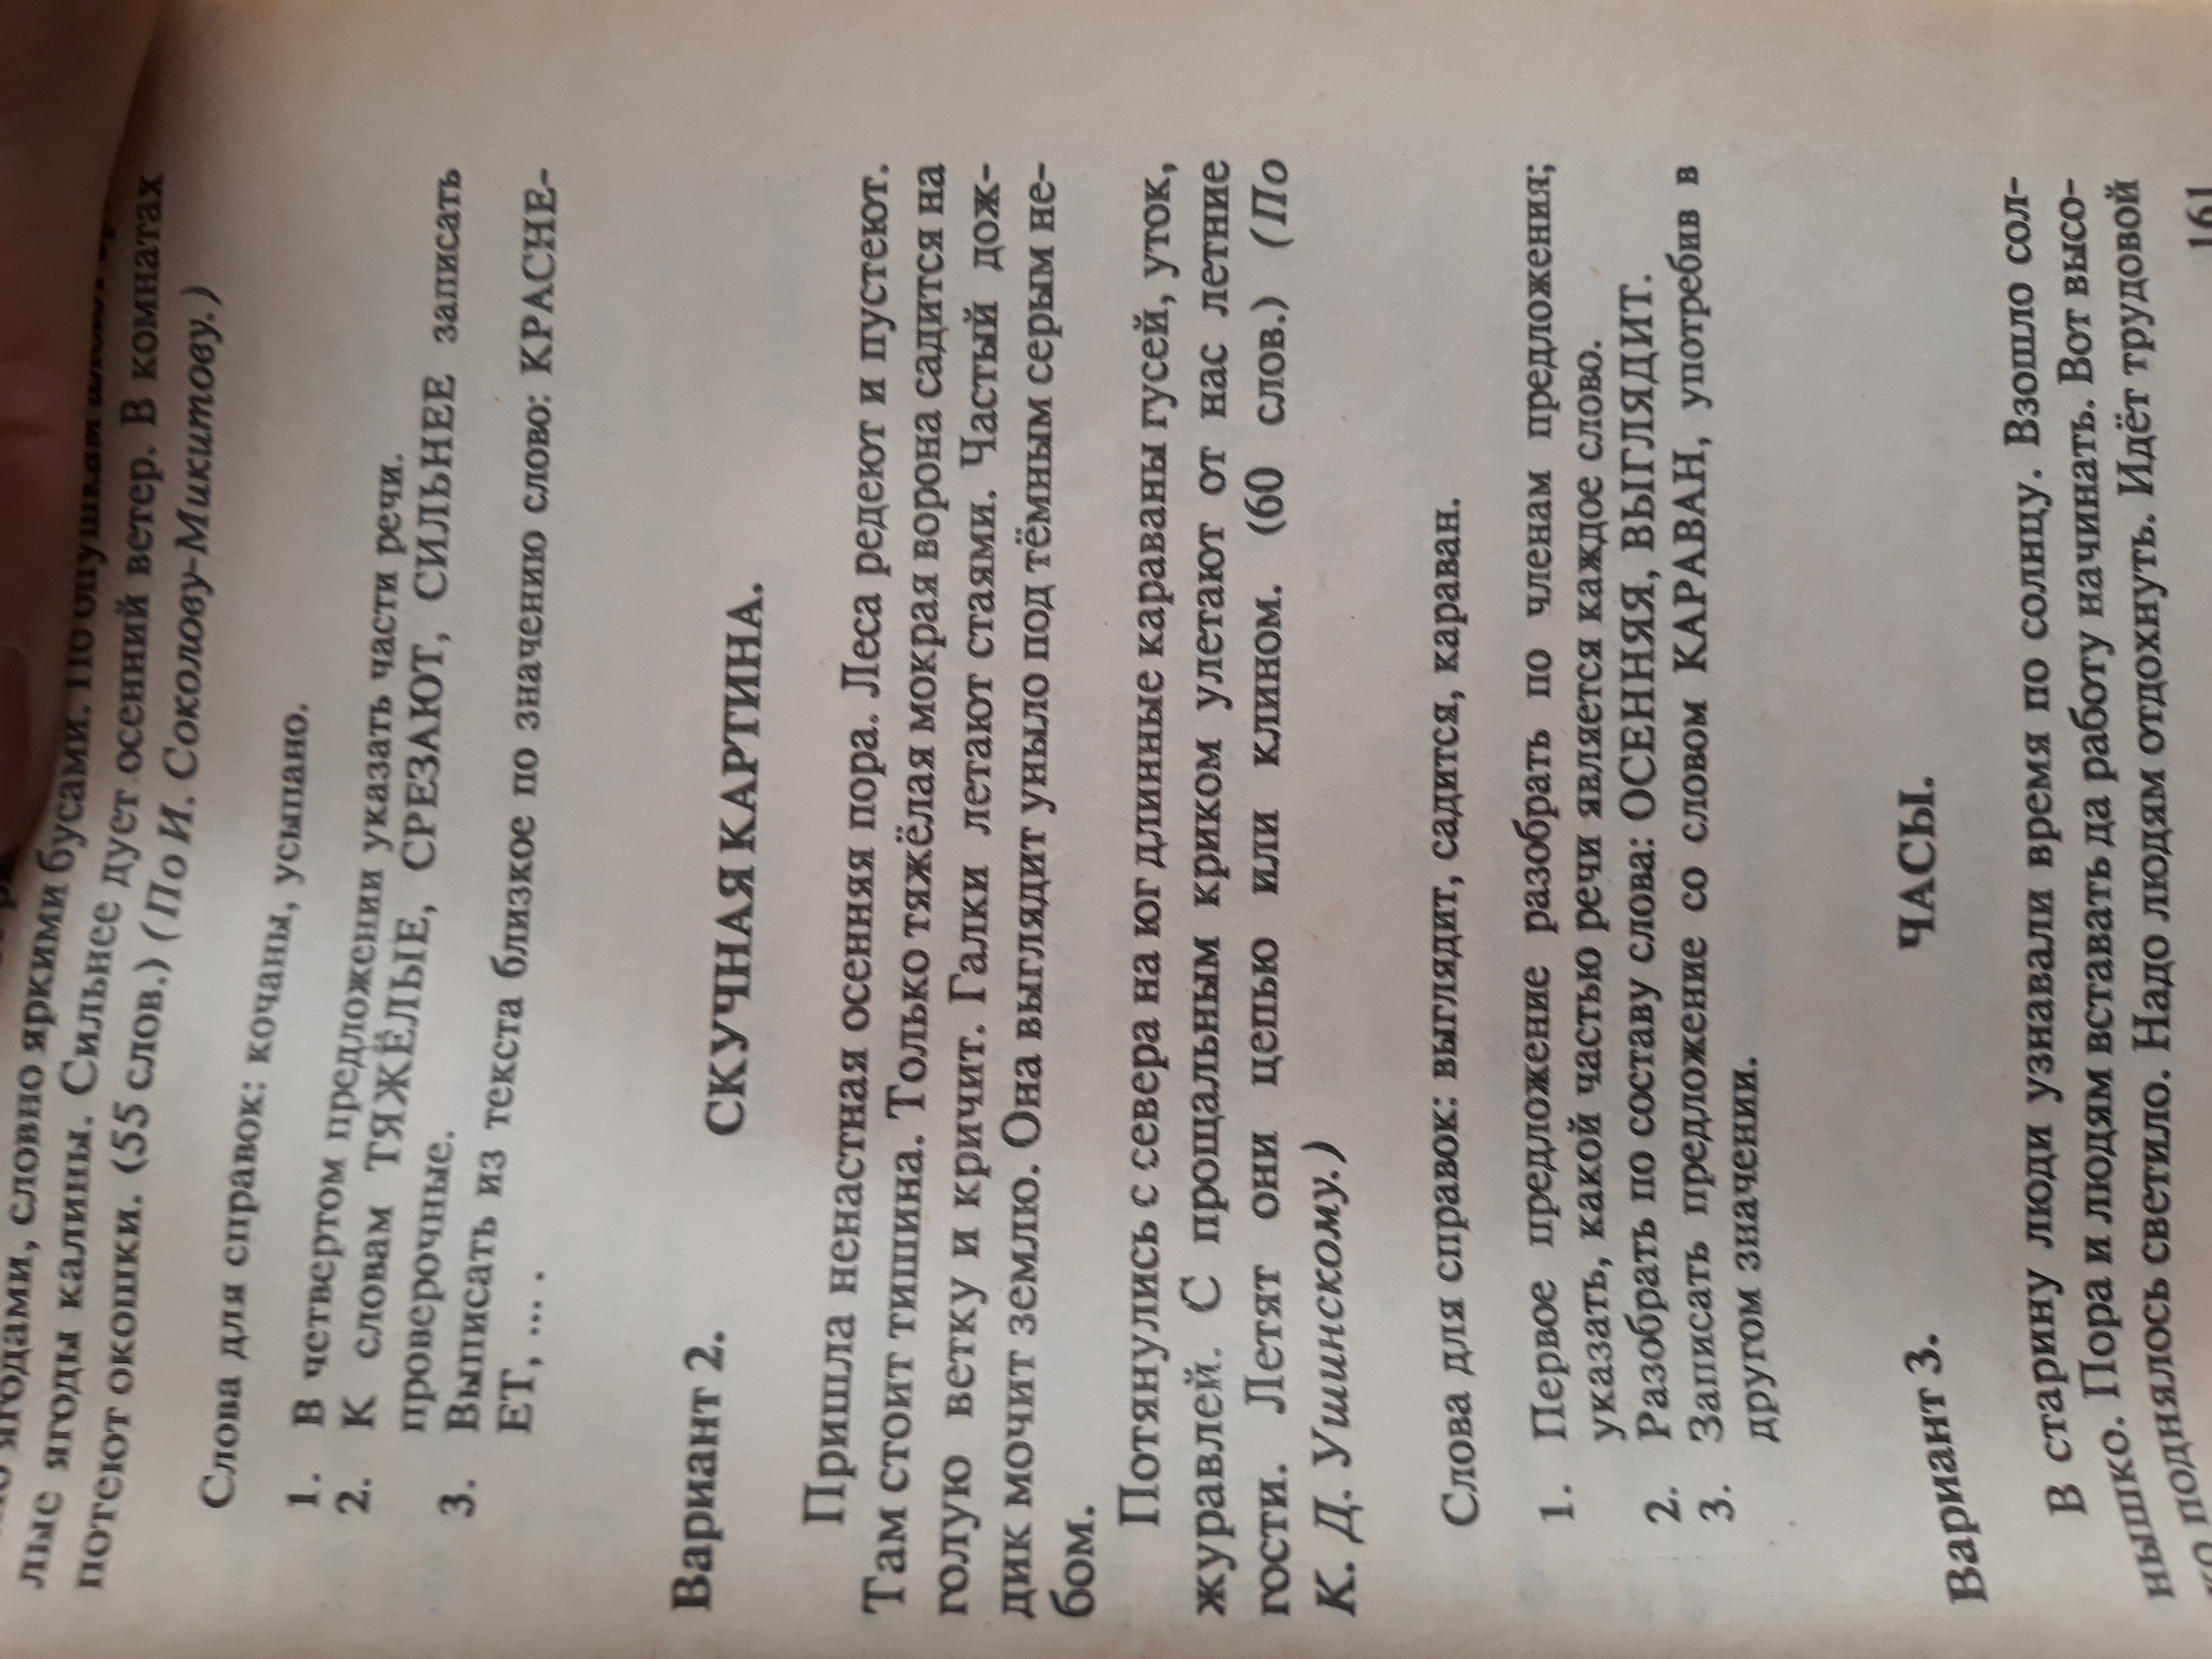 лые ягоды калины. Сильнее дует осенний ветер. В комнатах
потеют окошки. (55 слов.) (По И. Соколову-Микитову.)
Слова для справок: кочаны, усыпано.
1. В четвертом предложении указать части речи.
2. К словам ТЯЖЁЛЫЕ, СРЕЗАЮТ, СИЛЬНЕЕ записать
проверочные.
3. Выписать из текста близкое по значению слово: КРАСНЕ-
ЕТ, ... .
Вариант 2.
СКУЧНАЯ КАРТИНА.
Пришла ненастная осенняя пора. Леса редеют и пустеют.
Там стоит тишина. Только тяжёлая мокрая ворона садится на
голую ветку и кричит. Галки летают стаями. Частый дож-
дик мочит землю. Она выглядит уныло под тёмным серым не-
бом.
Потянулись с севера на юг длинные караваны гусей, уток,
журавлей. С прощальным криком улетают от нас летние
гости. Летят они цепью или клином. (60 слов.) (По
К. Д. Ушинскому.)
Слова для справок: выглядит, садится, караван.
1. Первое предложение разобрать по членам предложения;
указать, какой частью речи является каждое слово.
2. Разобрать по составу слова: ОСЕННЯЯ, ВЫГЛЯДИТ.
3. Записать предложение со словом КАРАВАН, употребив в
другом значении.
Вариант 3.
ЧАСЫ.
В старину люди узнавали время по солнцу. Взошло сол-
нышко. Пора и людям вставать да работу начинать. Вот высо-
ко поднялось светило. Надо людям отдохнуть. Идёт трудовой
161